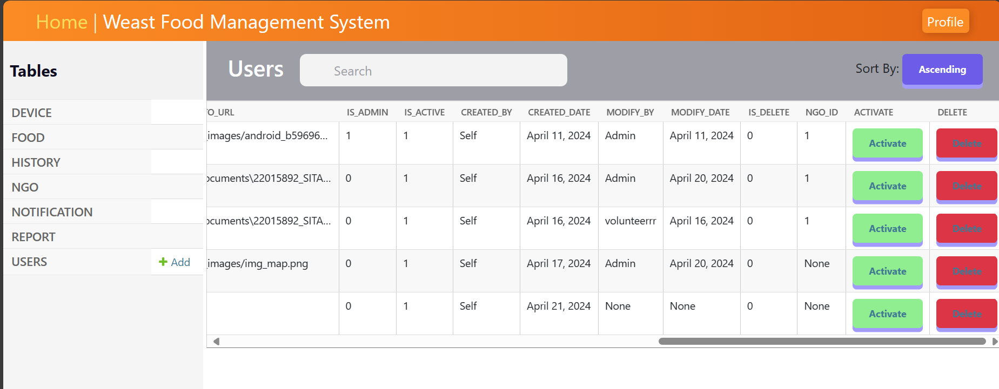 Home | Weast Food Management System
Profile
Tables
Users
Search
Sort By: Ascending
DEVICE
FOOD
HISTORY
NGO
NOTIFICATION
REPORT
USERS
Add
TO_URL IS_ADMIN IS_ACTIVE CREATED_BY CREATED_DATE MODIFY_BY MODIFY_DATE IS_DELETE NGO_ID ACTIVATE DELETE
_images/android_b59696... 1 1 Self April 11, 2024 Admin April 11, 2024 0 1 Activate Delete
ocuments\22015892_SITA... 0 1 Self April 16, 2024 Admin April 20, 2024 0 1 Activate Delete
ocuments\22015892_SITA... 0 1 Self April 16, 2024 volunteerrr April 16, 2024 0 1 Activate Delete
_images/img_map.png 0 1 Self April 17, 2024 Admin April 20, 2024 0 None Activate Delete
0 1 Self April 21, 2024 None None 0 None Activate Delete